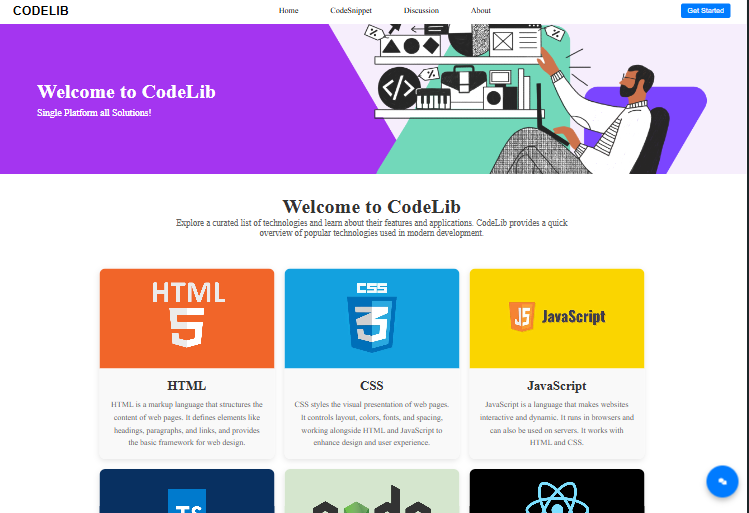 CODELIB
Home
CodeSnippet
Discussion
About
Get Started
Welcome to CodeLib
Single Platform all Solutions!
Welcome to CodeLib
Explore a curated list of technologies and learn about their features and applications. CodeLib provides a quick
overview of popular technologies used in modern development.
HTML
5
CSS
3
JS JavaScript
HTML
HTML is a markup language that structures the
content of web pages. It defines elements like
headings, paragraphs, and links, and provides
the basic framework for web design.
CSS
CSS styles the visual presentation of web pages.
It controls layout, colors, fonts, and spacing,
working alongside HTML and JavaScript to
enhance design and user experience.
JavaScript
JavaScript is a language that makes websites
interactive and dynamic. It runs in browsers and
can also be used on servers. It works with
HTML and CSS.
TS
node